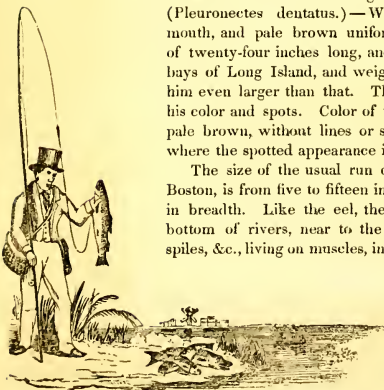 (Pleuronectes dentatus.)—W
mouth, and pale brown unifor
of twenty-four inches long, an
bays of Long Island, and weig
him even larger than that. Th
his color and spots. Color of
pale brown, without lines or s
where the spotted appearance i
The size of the usual run o
Boston, is from five to fifteen in
in breadth. Like the eel, the
bottom of rivers, near to the
spiles, &c., living on muscles, in